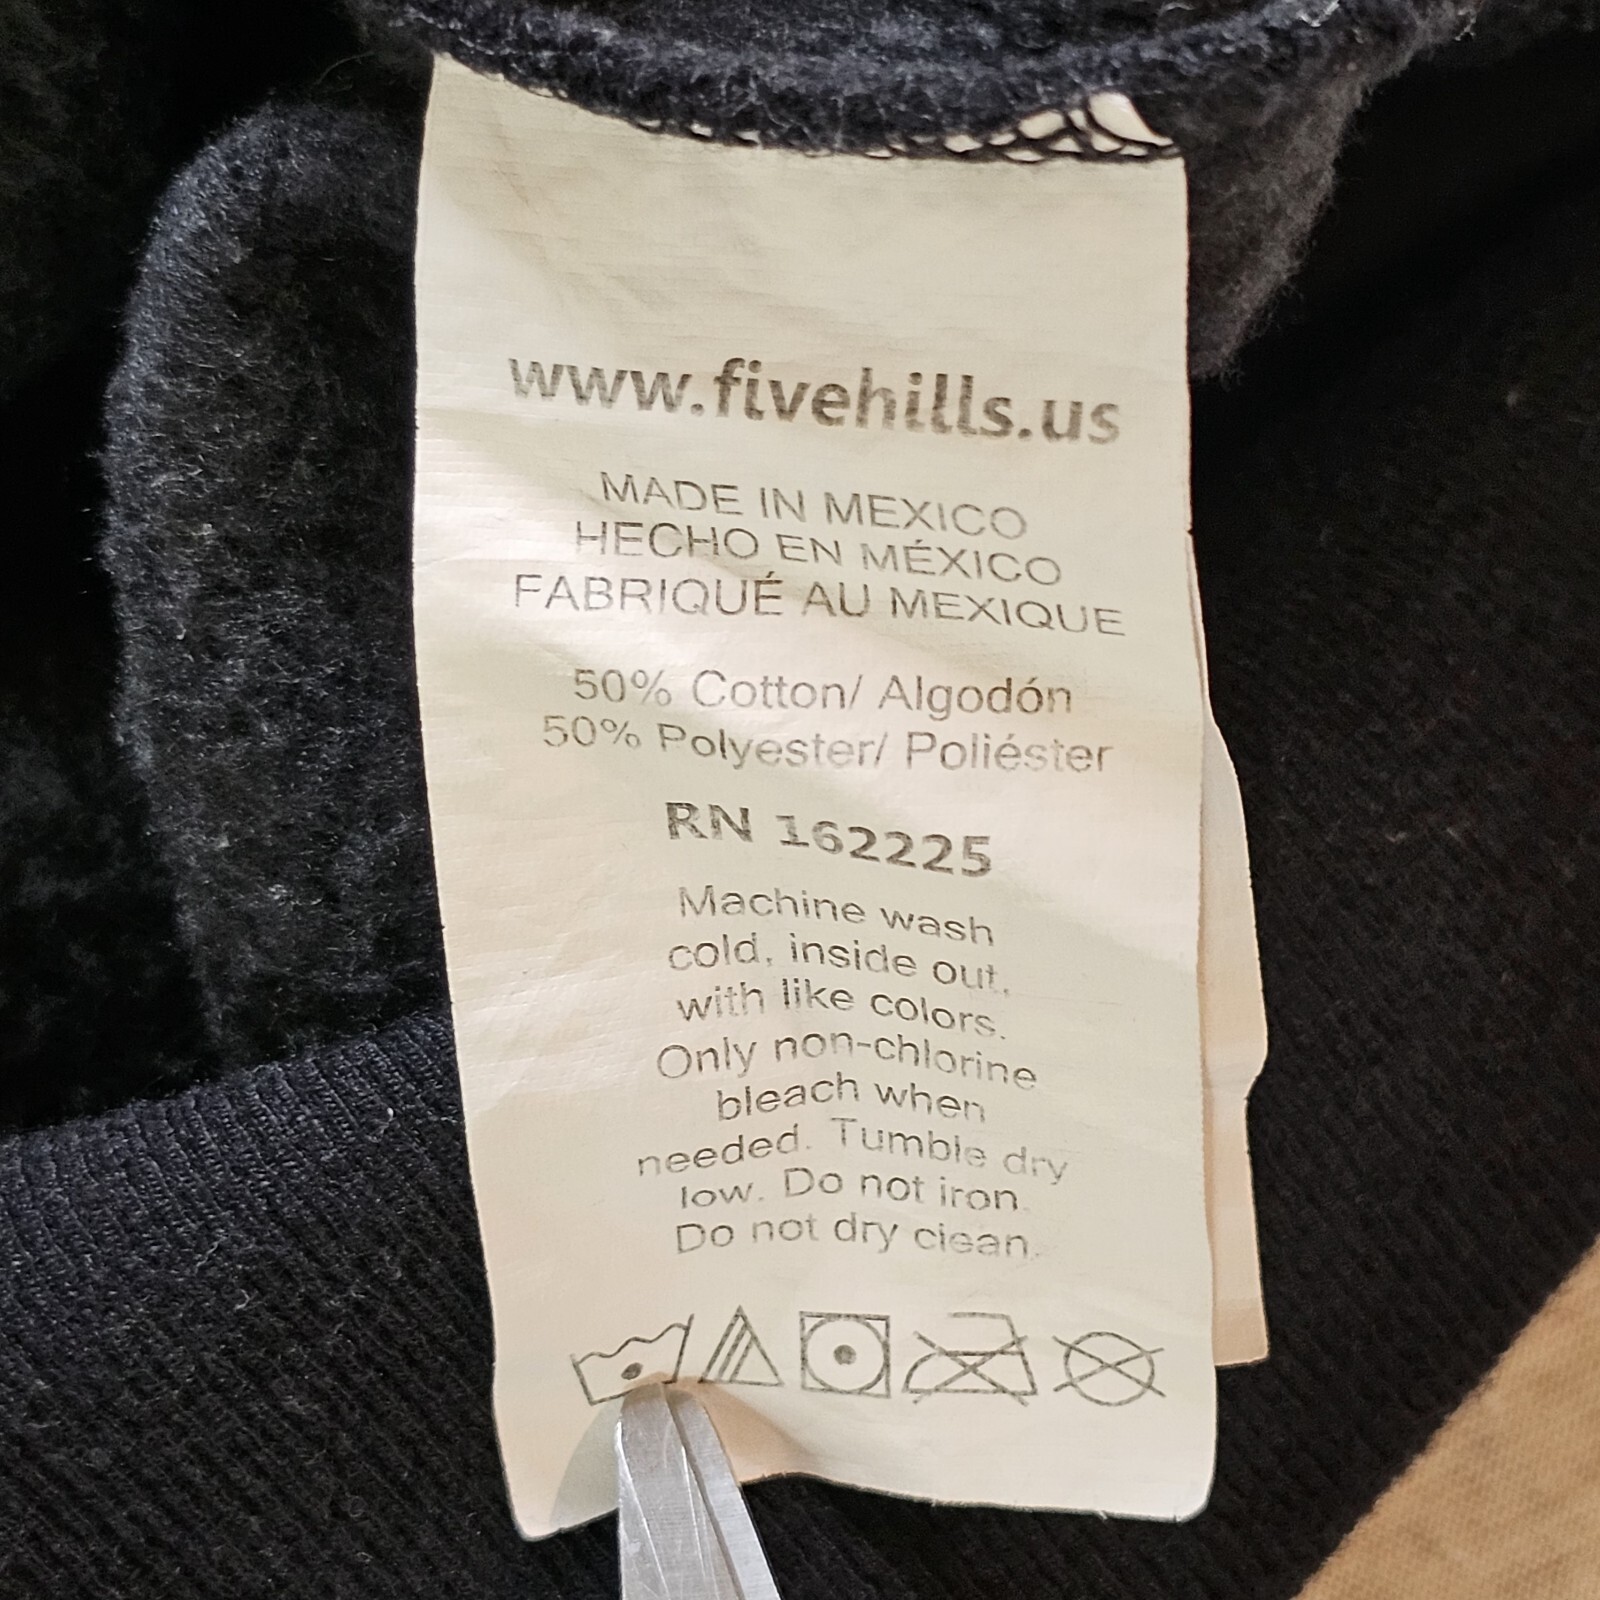 www.fivehills.us
MADE IN MEXICO
HECHO EN MÉXICO
FABRIQUÉ AU MEXIQUE
50% Cotton/ Algodón
50% Polyester/ Poliéster
RN 162225
Machine wash
cold, inside out,
with like colors.
Only non-chlorine
bleach when
needed. Tumble dry
low. Do not iron.
Do not dry clean.